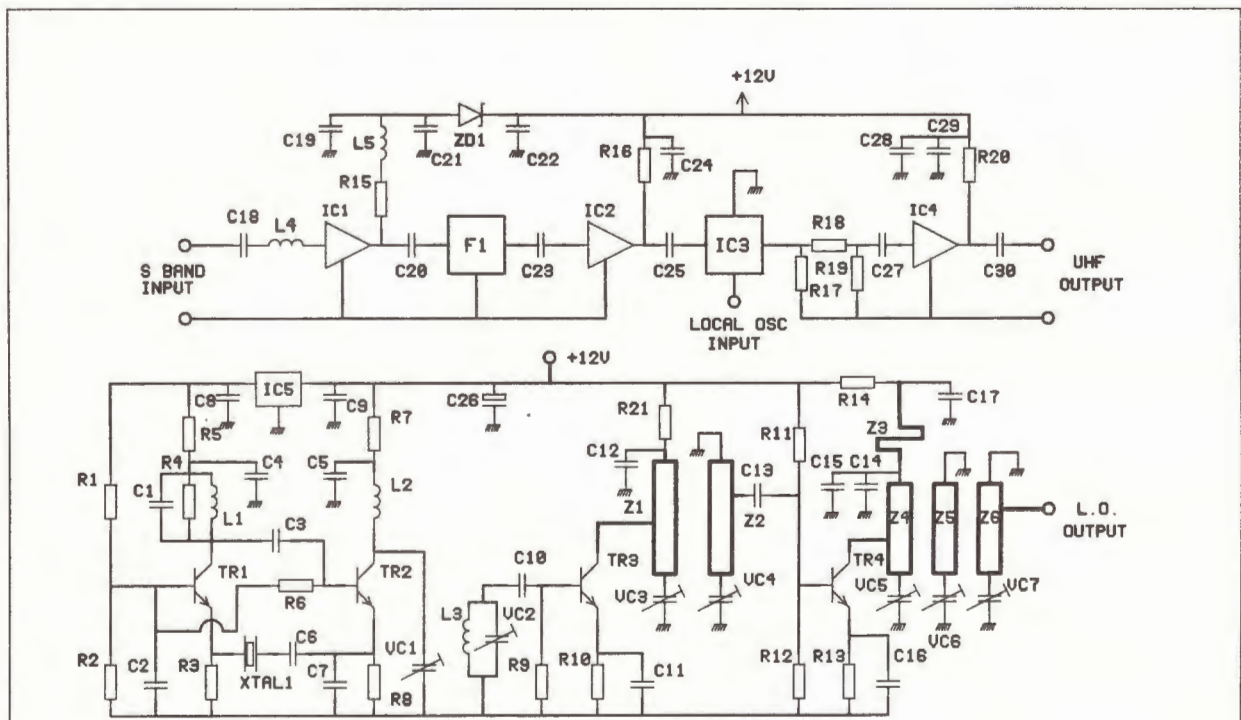 +12V
C19
L5
C21
ZD1
C22
R16
C24
C28
C29
R20
R15
C18
L4
IC1
IC2
IC4
R18
F1
IC3
S BAND
INPUT
C20
C23
C25
R19
R17
C27
C30
UHF
OUTPUT
LOCAL OSC
INPUT
+12V
C8
IC5
C9
C26
R14
C17
R5
R7
R21
Z3
C12
R11
R4
C4
C5
C15
C14
R1
C1
L2
C13
L1
Z1
Z2
Z4
Z5
Z6
L.O.
OUTPUT
C3
C10
TR1
TR2
TR3
TR4
R6
VC3
VC4
VC5
VC7
L3
VC2
VC6
R2
C2
R3
C6
C7
VC1
R9
R10
C11
R12
R13
C16
XTAL1
R8